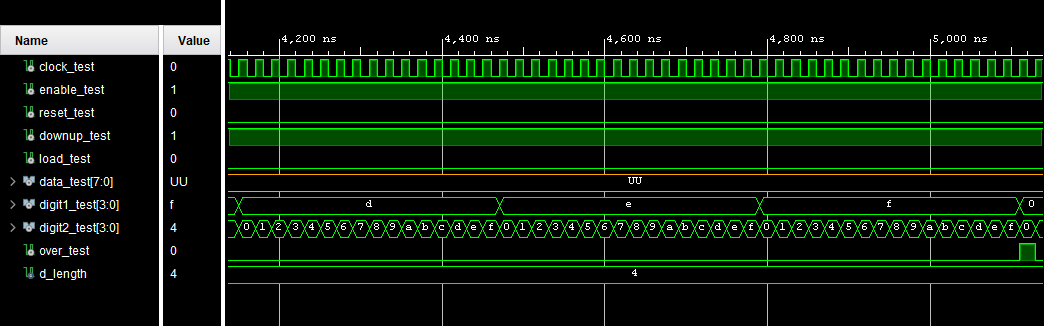 Name Value 4,200 ns 4,400 ns 4,600 ns 4,800 ns 5,000 ns
clock_test 0
enable_test 1
reset_test 0
downup_test 1
load_test 0
data_test[7:0] UU UU
digit1_test[3:0] f d e f 0
digit2_test[3:0] 4 0 1 2 3 4 5 6 7 8 9 a b c d e f 0 1 2 3 4 5 6 7 8 9 a b c d e f 0 1 2 3 4 5 6 7 8 9 a b c d e f 0
over_test 0
d_length 4 4